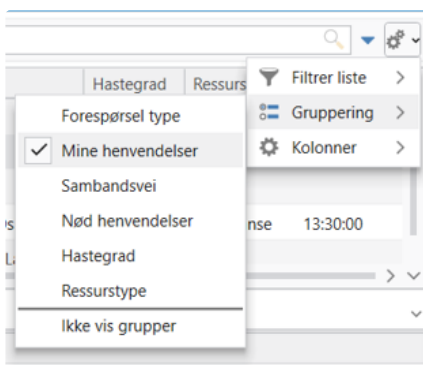 Hastegrad Ressurs
Filtrer liste
Gruppering
Kolonner
Forespørsel type
Mine henvendelser
Sambandsvei
Nød henvendelser
nse 13:30:00
Hastegrad
Ressurstype
Ikke vis grupper